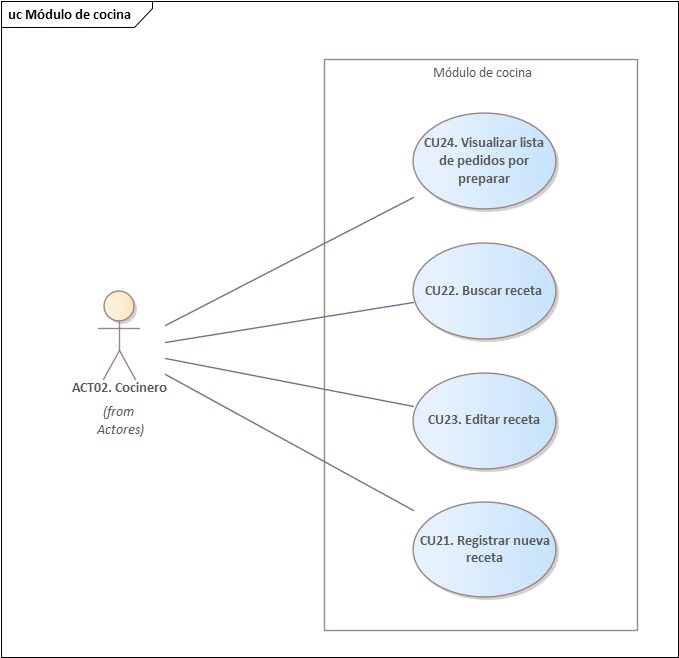 uc Módulo de cocina
Módulo de cocina
CU24. Visualizar lista
de pedidos por
preparar
CU22. Buscar receta
ACT02. Cocinero
(from
Actores)
CU23. Editar receta
CU21. Registrar nueva
receta